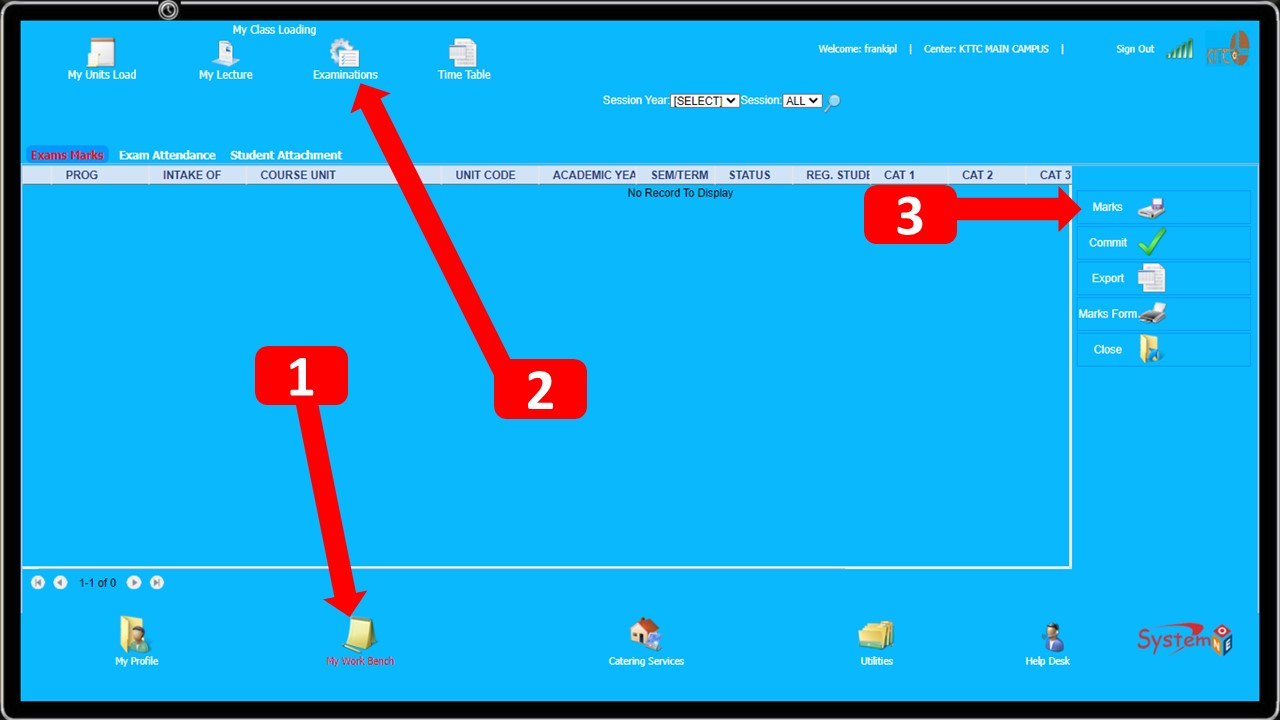 My Class Loading
My Units Load
My Lecture
Examinations
Time Table
Welcome: frankipl | Center: KTTC MAIN CAMPUS |
Sign Out
KTTC
Session Year: [SELECT] Session: ALL
Exams Marks Exam Attendance Student Attachment
PROG INTAKE OF COURSE UNIT UNIT CODE ACADEMIC YEA SEM/TERM STATUS REG. STUDE CAT 1 CAT 2 CAT 3
No Record To Display
3
Marks
Commit
Export
Marks Form.
Close
1
2
1-1 of 0
My Profile
My Work Bench
Catering Services
Utilities
Help Desk
System
N E